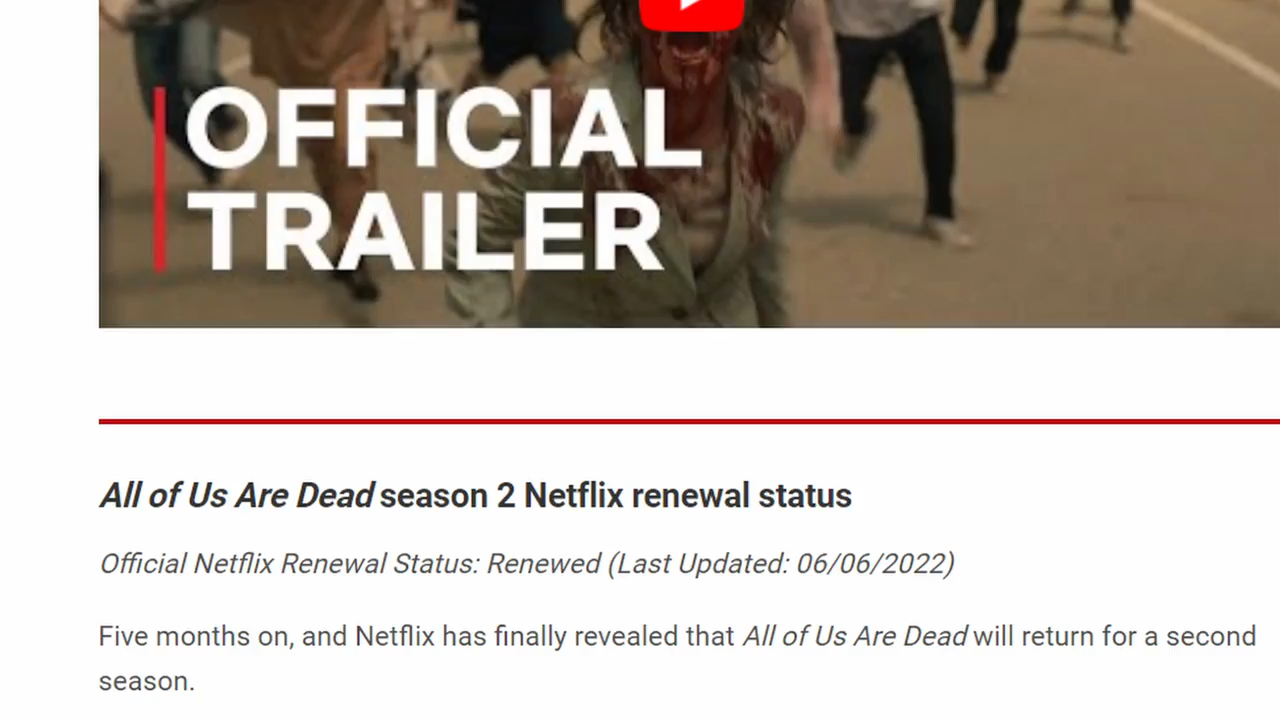 OFFICIAL
TRAILER
All of Us Are Dead season 2 Netflix renewal status
Official Netflix Renewal Status: Renewed (Last Updated: 06/06/2022)
Five months on, and Netflix has finally revealed that All of Us Are Dead will return for a second
season.